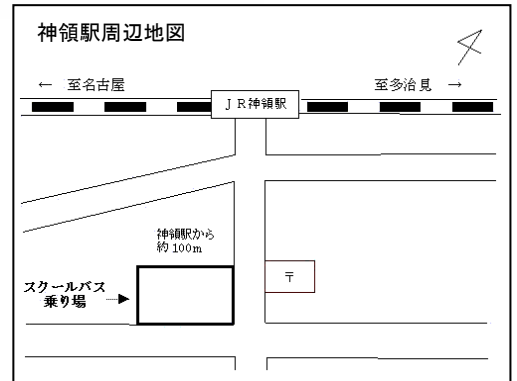 神領駅周辺地図
← 至名古屋
至多治見 →
ＪＲ神領駅
神領駅から
約100m
スクールバス
乗り場
〒